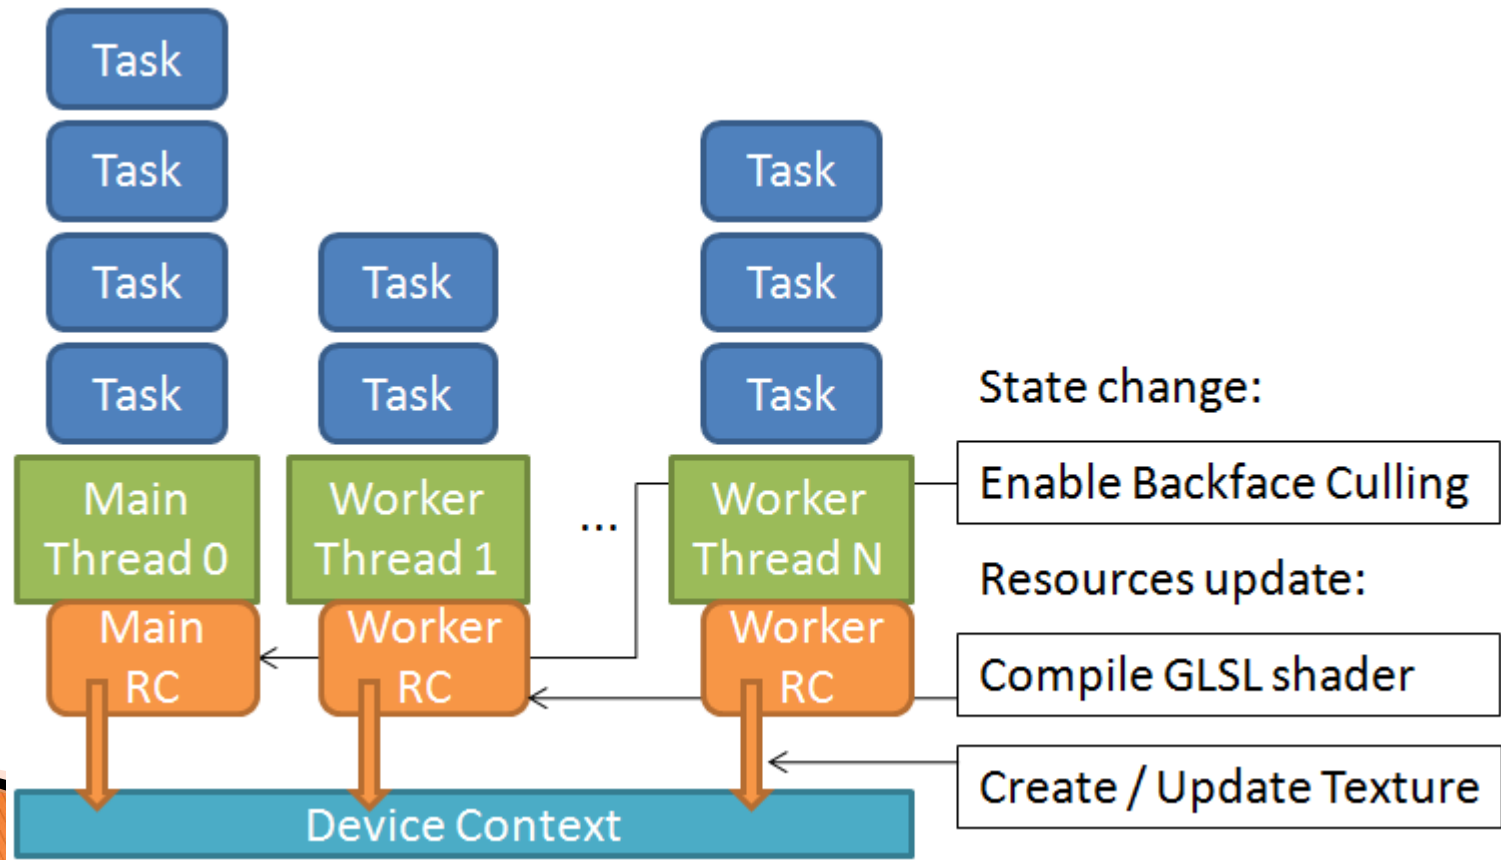 Task
Task
Task
Task
Task
Task
Task
Task
Task
State change:
Main
Thread 0
Worker
Thread 1
...
Worker
Thread N
Enable Backface Culling
Resources update:
Main
RC
Worker
RC
Worker
RC
Compile GLSL shader
Create / Update Texture
Device Context